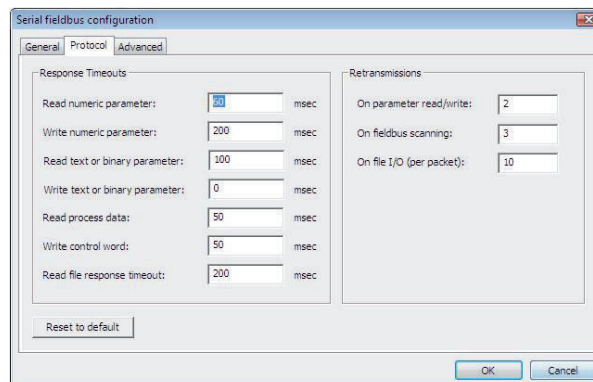 Serial fieldbus configuration
General Protocol Advanced
Response Timeouts
Read numeric parameter: 60 msec
Write numeric parameter: 200 msec
Read text or binary parameter: 100 msec
Write text or binary parameter: 0 msec
Read process data: 50 msec
Write control word: 50 msec
Read file response timeout: 200 msec
Retransmissions
On parameter read/write: 2
On fieldbus scanning: 3
On file I/O (per packet): 10
Reset to default
OK Cancel